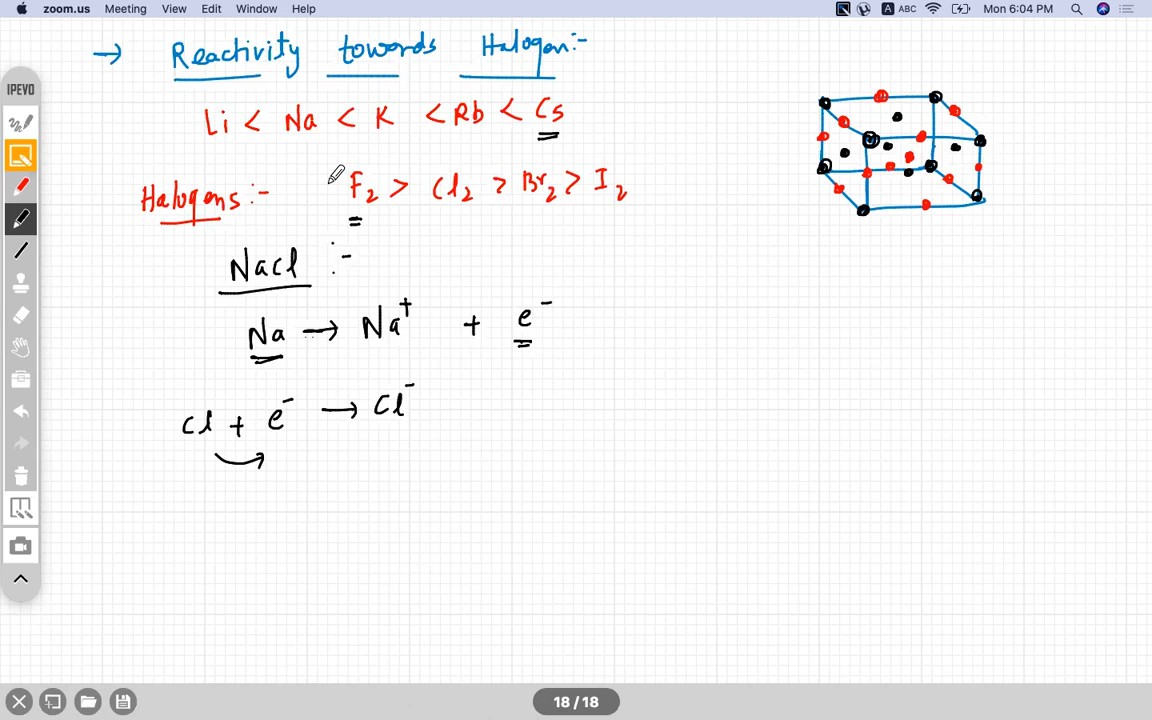 zoom.us Meeting View Edit Window Help ABC Mon 6:04 PM
IPEVO
→ Reactivity towards Halogen:-
Li < Na < K < Rb < Cs
Halogens:- F₂ > Cl₂ > Br₂ > I₂
NaCl :-
Na → Na⁺ + e⁻
Cl + e⁻ → Cl⁻
18 / 18